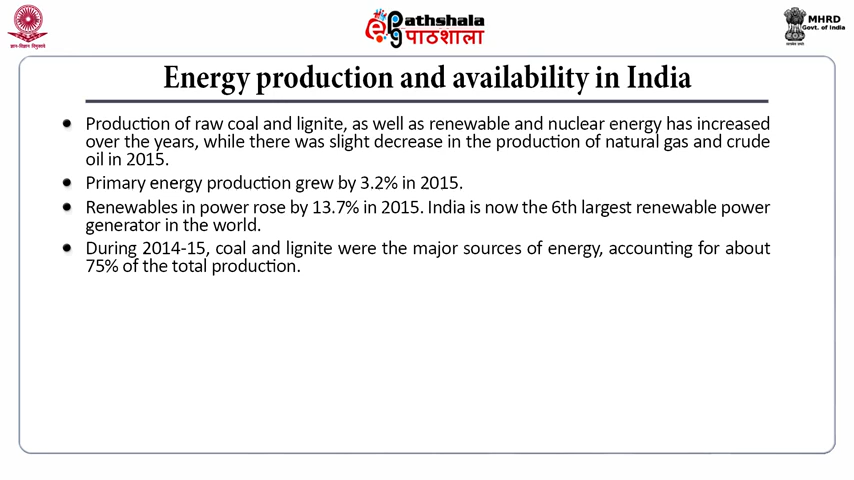 ePathshala
पाठशाला
MHRD
Govt. of India
Energy production and availability in India
• Production of raw coal and lignite, as well as renewable and nuclear energy has increased
over the years, while there was slight decrease in the production of natural gas and crude
oil in 2015.
• Primary energy production grew by 3.2% in 2015.
• Renewables in power rose by 13.7% in 2015. India is now the 6th largest renewable power
generator in the world.
• During 2014-15, coal and lignite were the major sources of energy, accounting for about
75% of the total production.